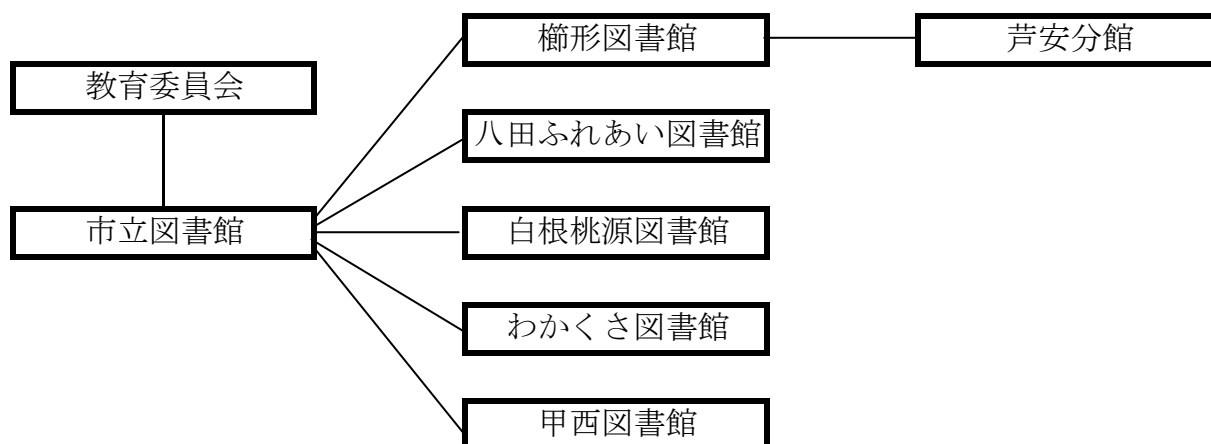 教育委員会
市立図書館
櫛形図書館
芦安分館
八田ふれあい図書館
白根桃源図書館
わかくさ図書館
甲西図書館